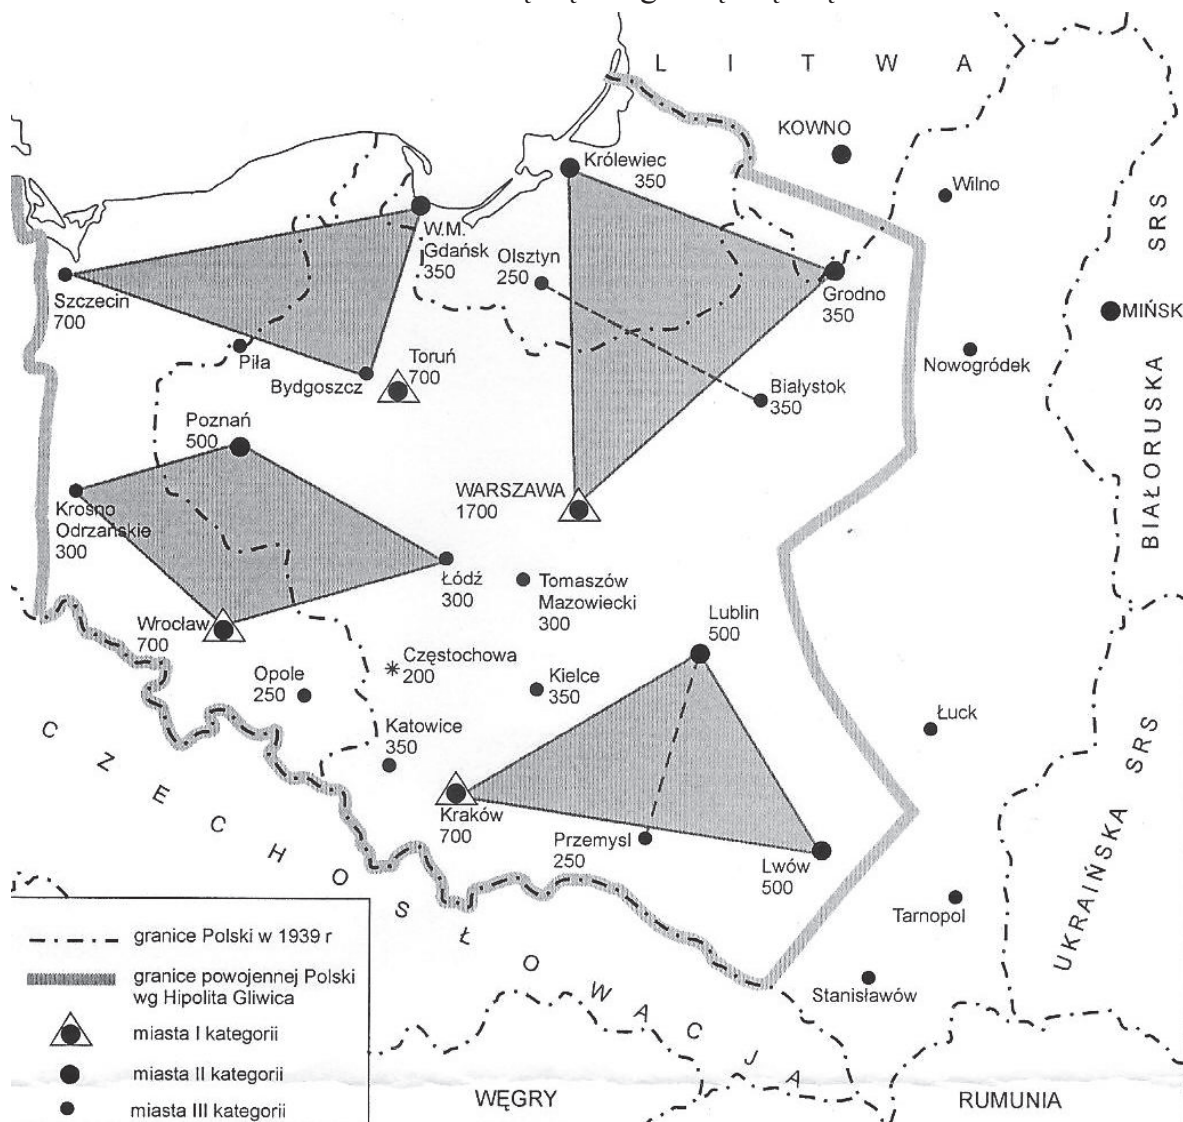 L I T W A
KOWNO
Królewiec
350
Wilno
W.M.
Gdańsk
350
Olsztyn
250
Grodno
350
Szczecin
700
MIŃSK
Piła
Toruń
700
Bydgoszcz
Nowogródek
Białystok
350
Poznań
500
WARSZAWA
1700
Krosno
Odrzańskie
300
BIAŁORUSKA SRS
Łódź
300
Tomaszów
Mazowiecki
300
Wrocław
700
Lublin
500
Częstochowa
200
Opole
250
Kielce
350
Katowice
350
Łuck
Kraków
700
Przemysl
250
Lwów
500
UKRAIŃSKA SRS
Tarnopol
Stanisławów
C Z E C H O S Ł O W A C J A
WĘGRY
RUMUNIA
granice Polski w 1939 r
granice powojennej Polski
wg Hipolita Gliwica
miasta I kategorii
miasta II kategorii
miasta III kategorii